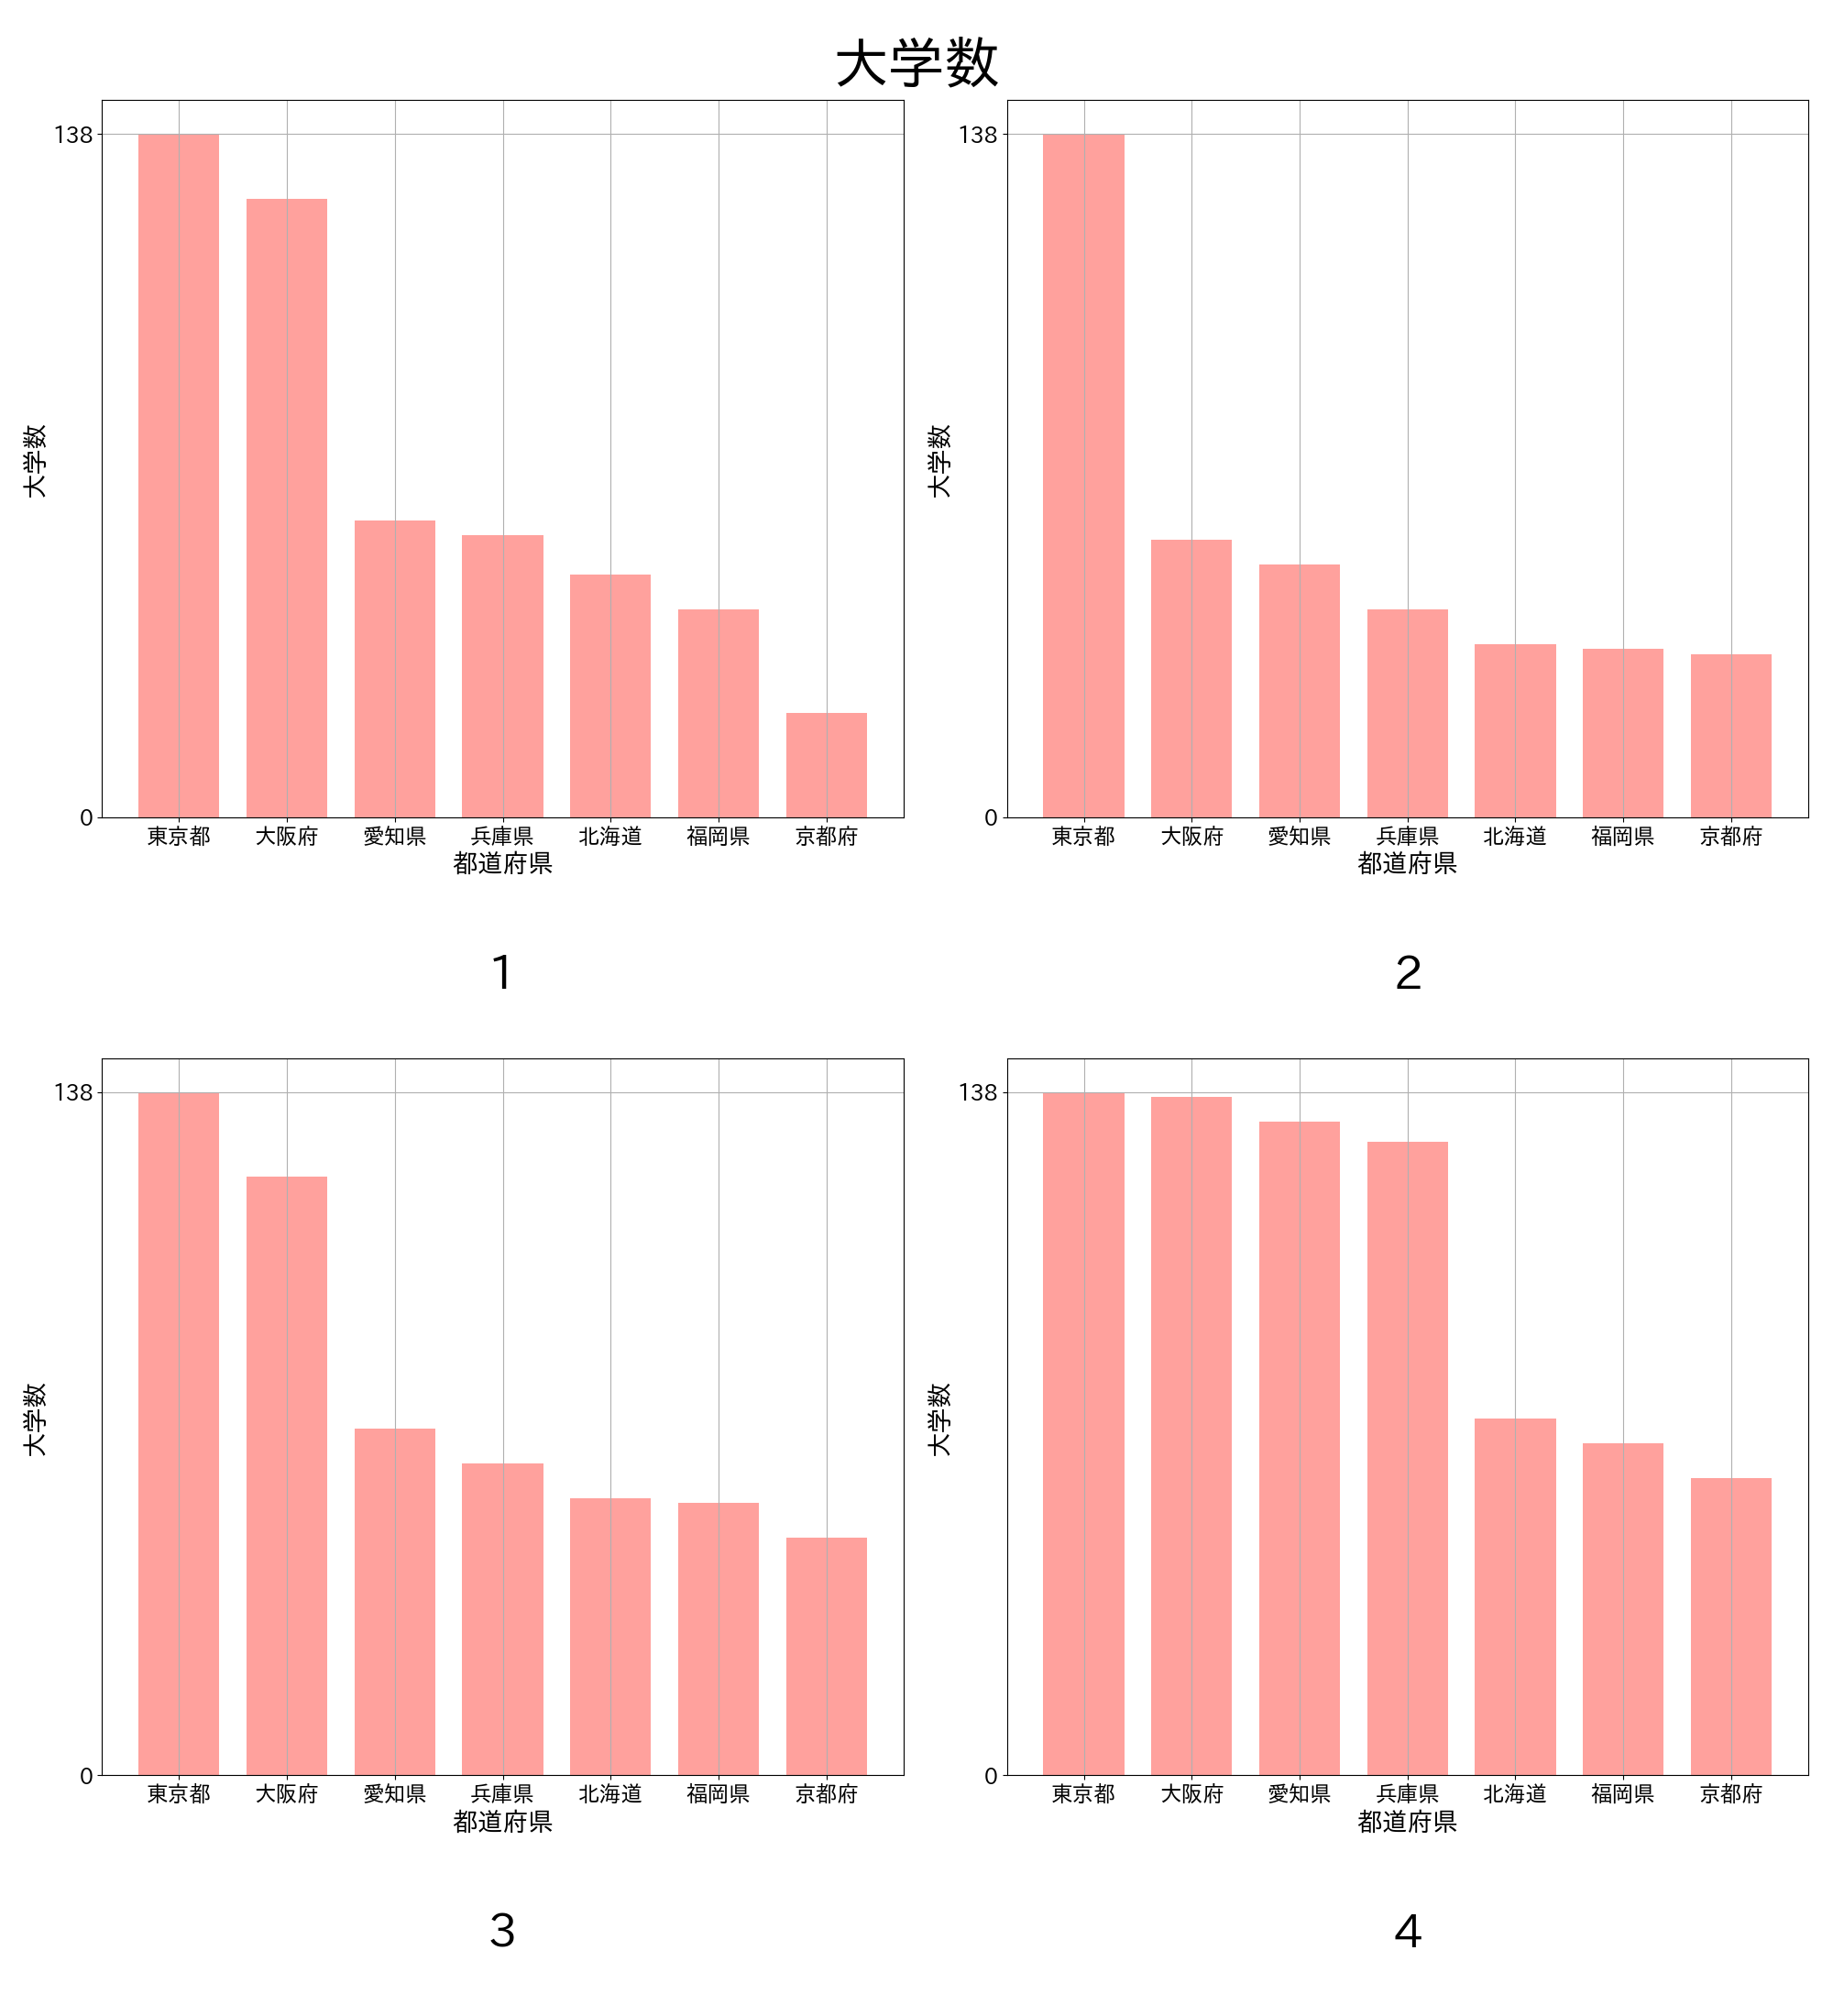 大学数
138
0
大学数
東京都 大阪府 愛知県 兵庫県 北海道 福岡県 京都府
都道府県
1
138
0
大学数
東京都 大阪府 愛知県 兵庫県 北海道 福岡県 京都府
都道府県
2
138
0
大学数
東京都 大阪府 愛知県 兵庫県 北海道 福岡県 京都府
都道府県
3
138
0
大学数
東京都 大阪府 愛知県 兵庫県 北海道 福岡県 京都府
都道府県
4